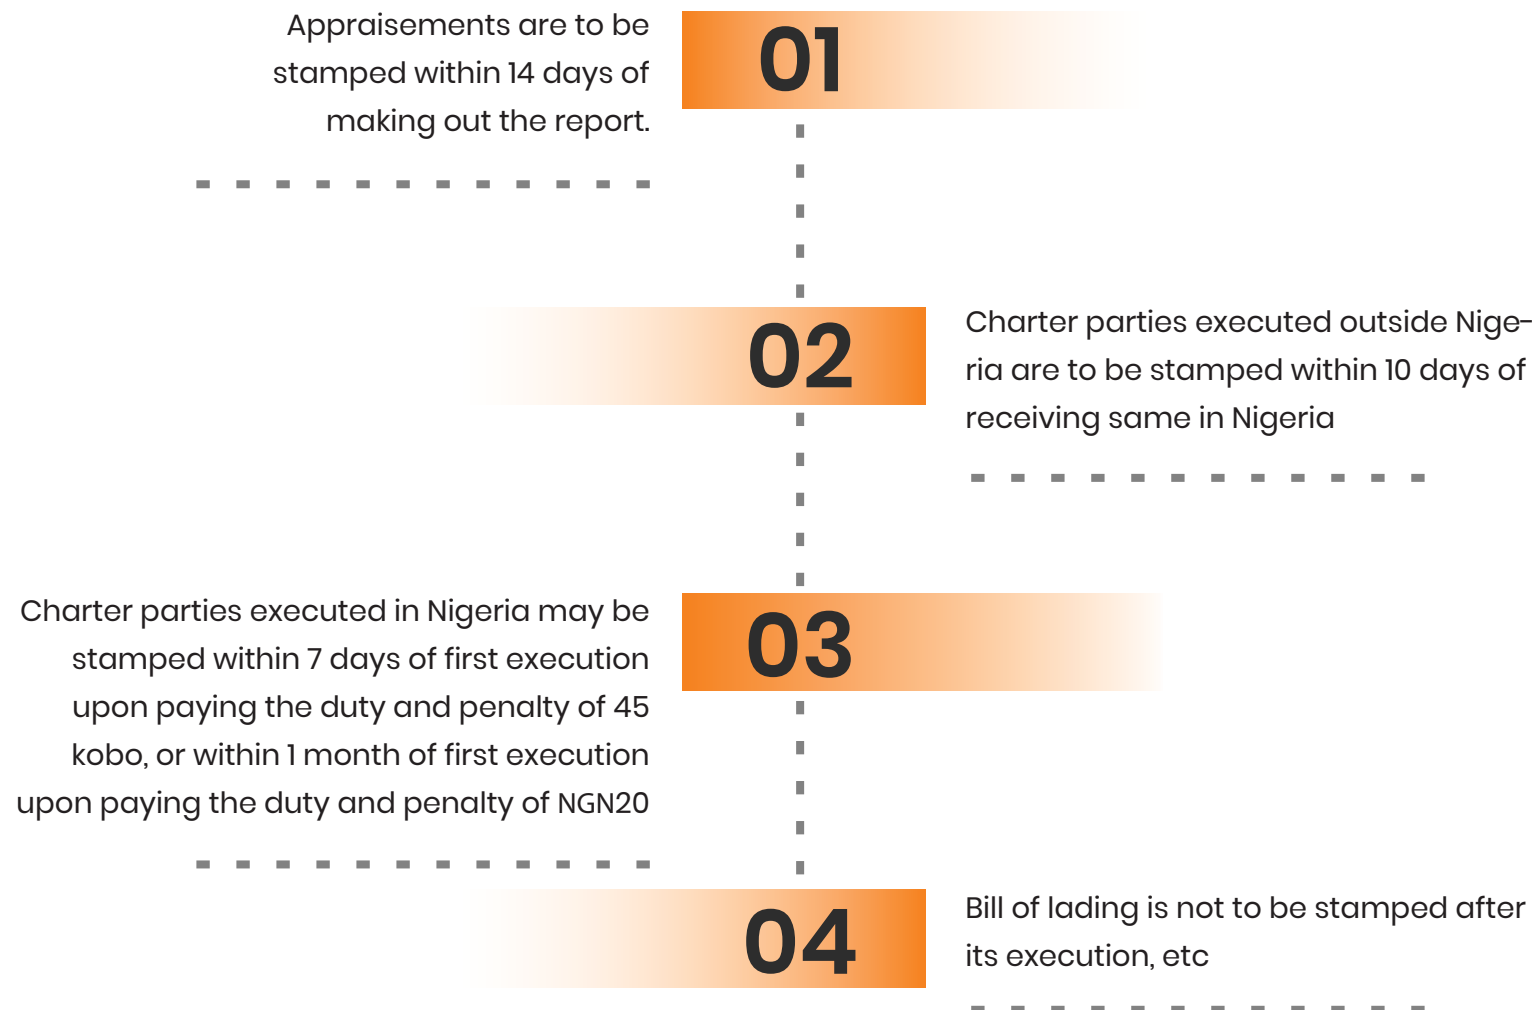 Appraisements are to be
stamped within 14 days of
making out the report.
01
02
Charter parties executed outside Nige-
ria are to be stamped within 10 days of
receiving same in Nigeria
Charter parties executed in Nigeria may be
stamped within 7 days of first execution
upon paying the duty and penalty of 45
kobo, or within 1 month of first execution
upon paying the duty and penalty of NGN20
03
04
Bill of lading is not to be stamped after
its execution, etc